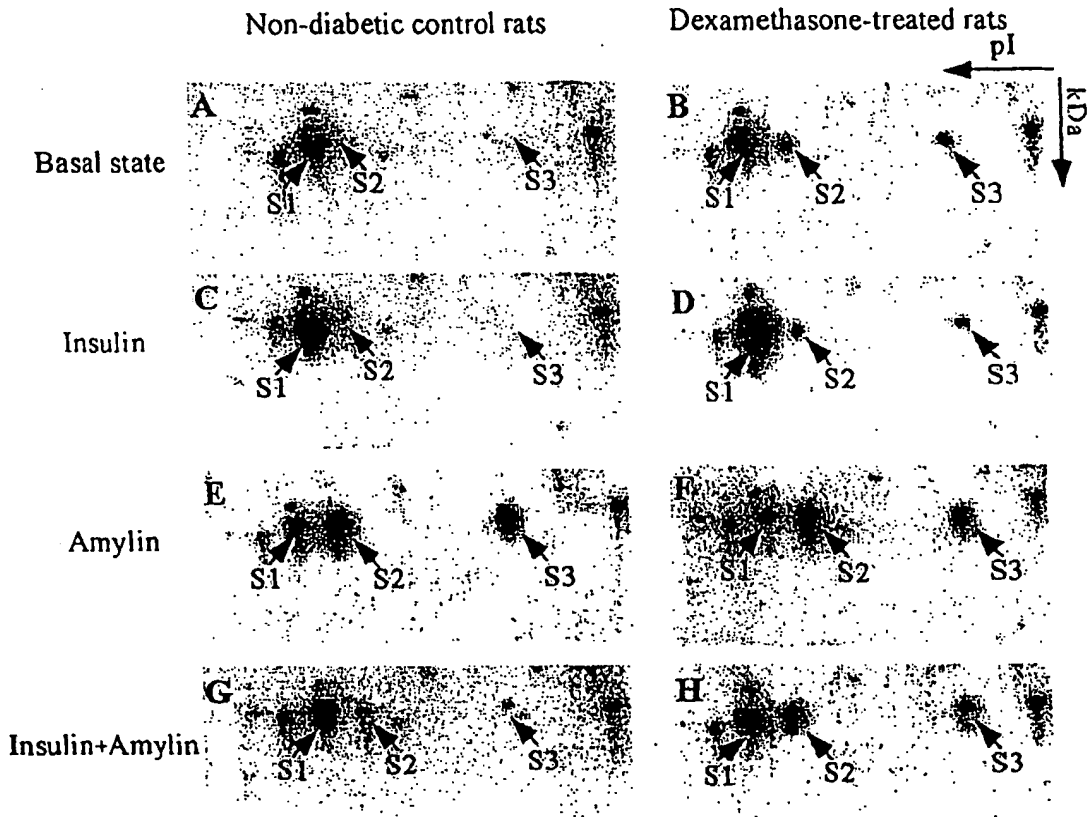 Non-diabetic control rats
Dexamethasone-treated rats
pI
kDa
Basal state
A
S1
S2
S3
B
S1
S2
S3
Insulin
C
S1
S2
S3
D
S1
S2
S3
Amylin
E
S1
S2
S3
F
S1
S2
S3
Insulin+Amylin
G
S1
S2
S3
H
S1
S2
S3